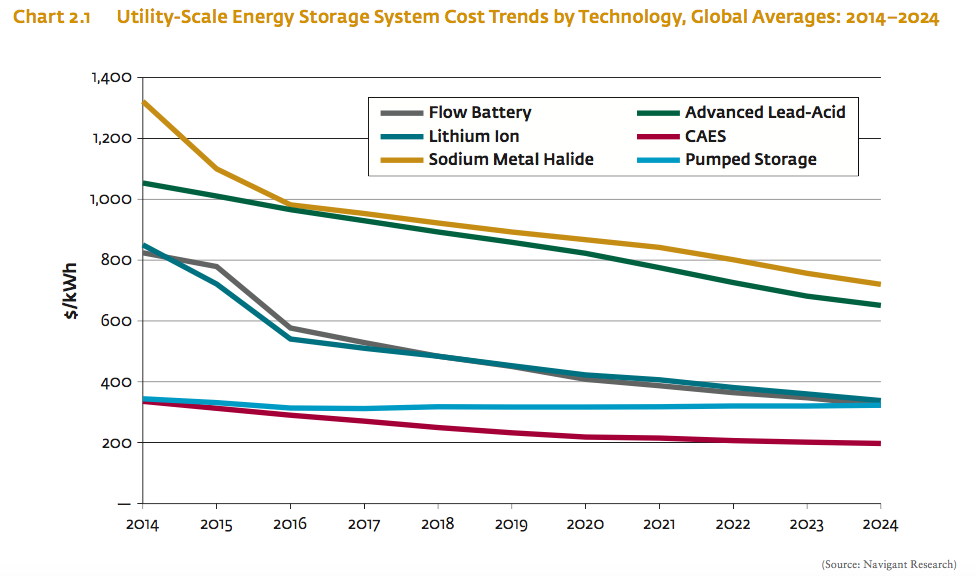 Chart 2.1 Utility-Scale Energy Storage System Cost Trends by Technology, Global Averages: 2014–2024
1,400
1,200
1,000
800
600
400
200
—
$/kWh
Flow Battery
Advanced Lead-Acid
Lithium Ion
CAES
Sodium Metal Halide
Pumped Storage
2014 2015 2016 2017 2018 2019 2020 2021 2022 2023 2024
(Source: Navigant Research)